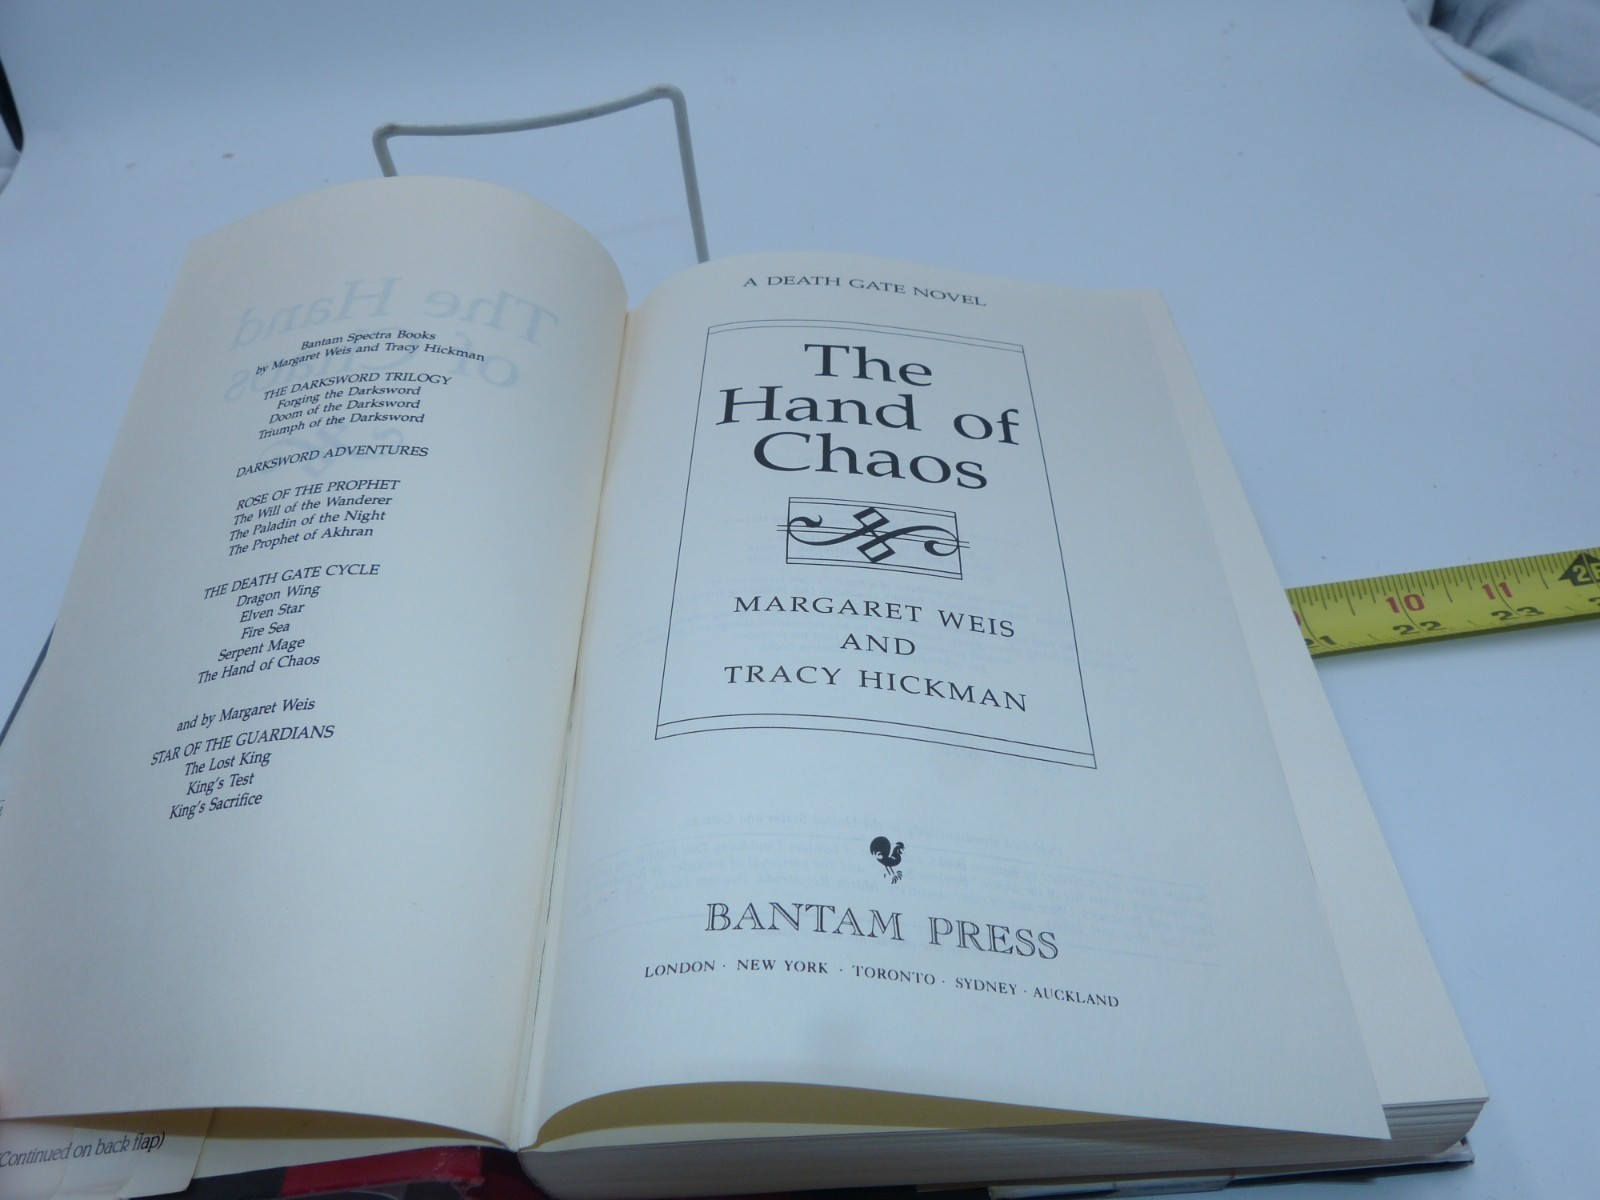 The Hand
of Chaos
Bantam Spectra Books
by Margaret Weis and Tracy Hickman
THE DARKSWORD TRILOGY
Forging the Darksword
Doom of the Darksword
Triumph of the Darksword
DARKSWORD ADVENTURES
ROSE OF THE PROPHET
The Will of the Wanderer
The Paladin of the Night
The Prophet of Akhran
THE DEATH GATE CYCLE
Dragon Wing
Elven Star
Fire Sea
Serpent Mage
The Hand of Chaos
and by Margaret Weis
STAR OF THE GUARDIANS
The Lost King
King's Test
King's Sacrifice
(Continued on back flap)
A DEATH GATE NOVEL
The
Hand of
Chaos
MARGARET WEIS
AND
TRACY HICKMAN
BANTAM PRESS
LONDON · NEW YORK · TORONTO · SYDNEY · AUCKLAND
10 11
21 22 23